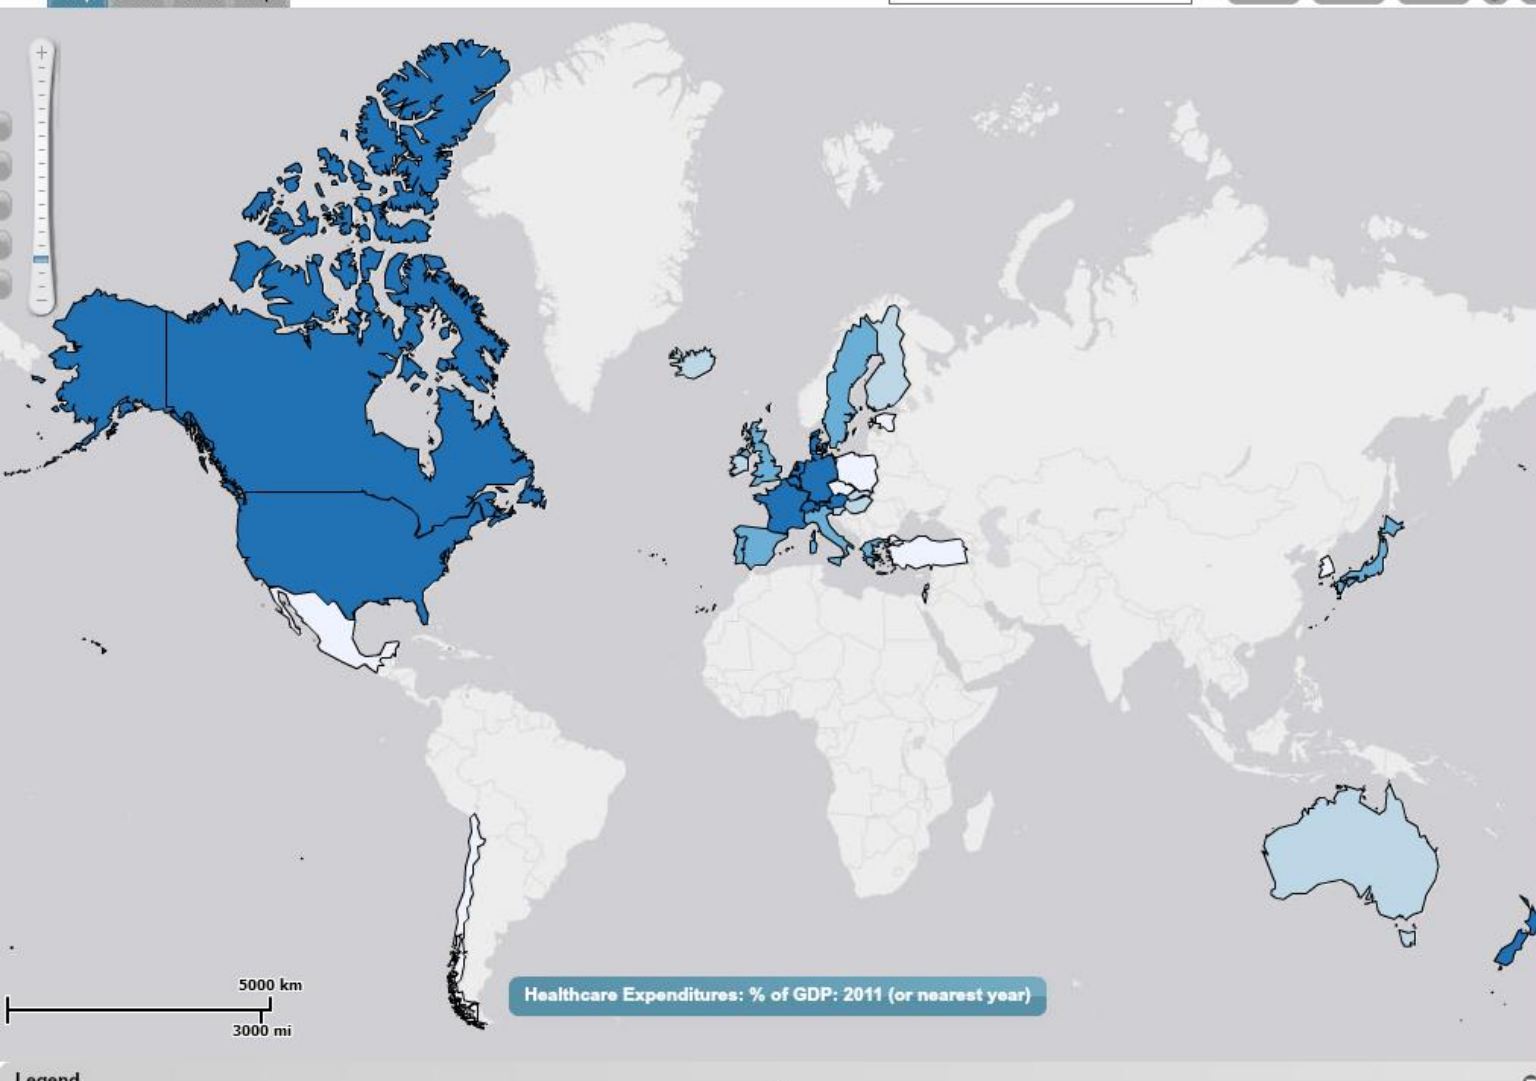 5000 km
3000 mi
Healthcare Expenditures: % of GDP: 2011 (or nearest year)
Legend